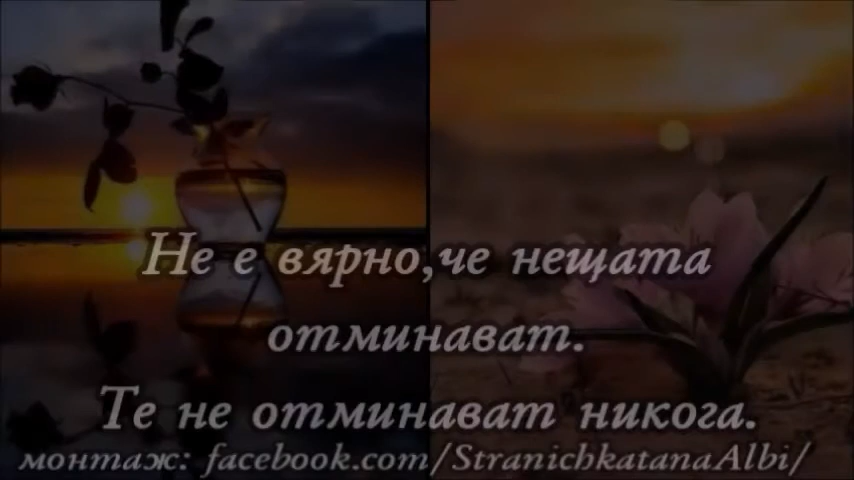 Не е вярно,че нещата
отминават.
Те не отминават никога.
монтаж: facebook.com/StranichkatanaAlbi/